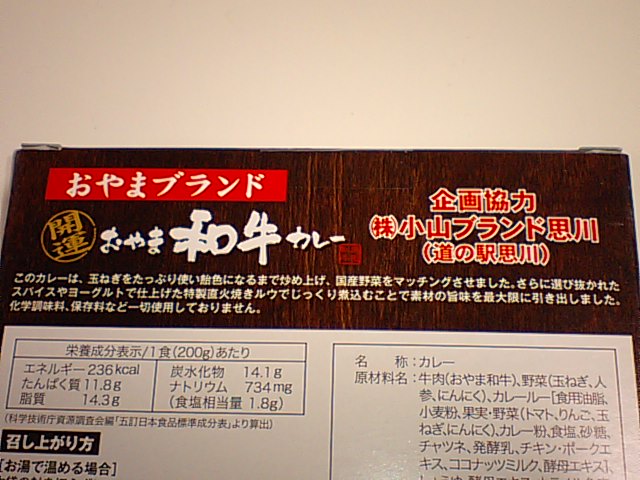 おやまブランド
開運
おやま和牛カレー
企画協力
㈱小山ブランド思川
(道の駅思川)
このカレーは、玉ねぎをたっぷり使い飴色になるまで炒め上げ、国産野菜をマッチングさせました。さらに選び抜かれた
スパイスやヨーグルトで仕上げた特製直火焼きルウでじっくり煮込むことで素材の旨味を最大限に引き出しました。
化学調味料、保存料など一切使用しておりません。
栄養成分表示/1食(200g)あたり
エネルギー236kcal
たんぱく質11.8g
脂質 14.3g
炭水化物 14.1g
ナトリウム 734mg
(食塩相当量 1.8g)
(科学技術庁資源調査会編「五訂日本食品標準成分表」より算出)
召し上がり方
[お湯で温める場合]
名 称:カレー
原材料名:牛肉(おやま和牛)、野菜(玉ねぎ、人
参、にんにく)、カレールー[食用油脂、
小麦粉、果実・野菜(トマト、りんご、玉
ねぎ、にんにく)、カレー粉、食塩、砂糖、
チャツネ、発酵乳、チキン・ポークエ
キス、ココナッツミルク、酵母エキス]、